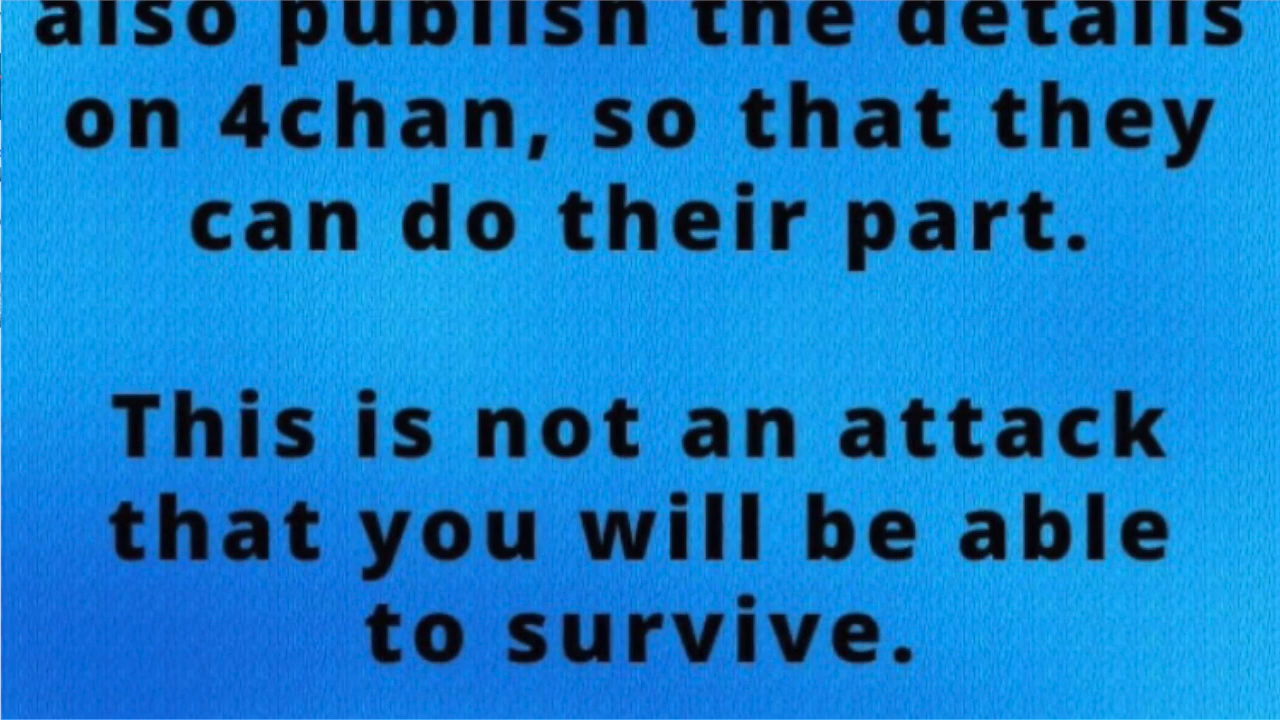 also publish the details
on 4chan, so that they
can do their part.
This is not an attack
that you will be able
to survive.